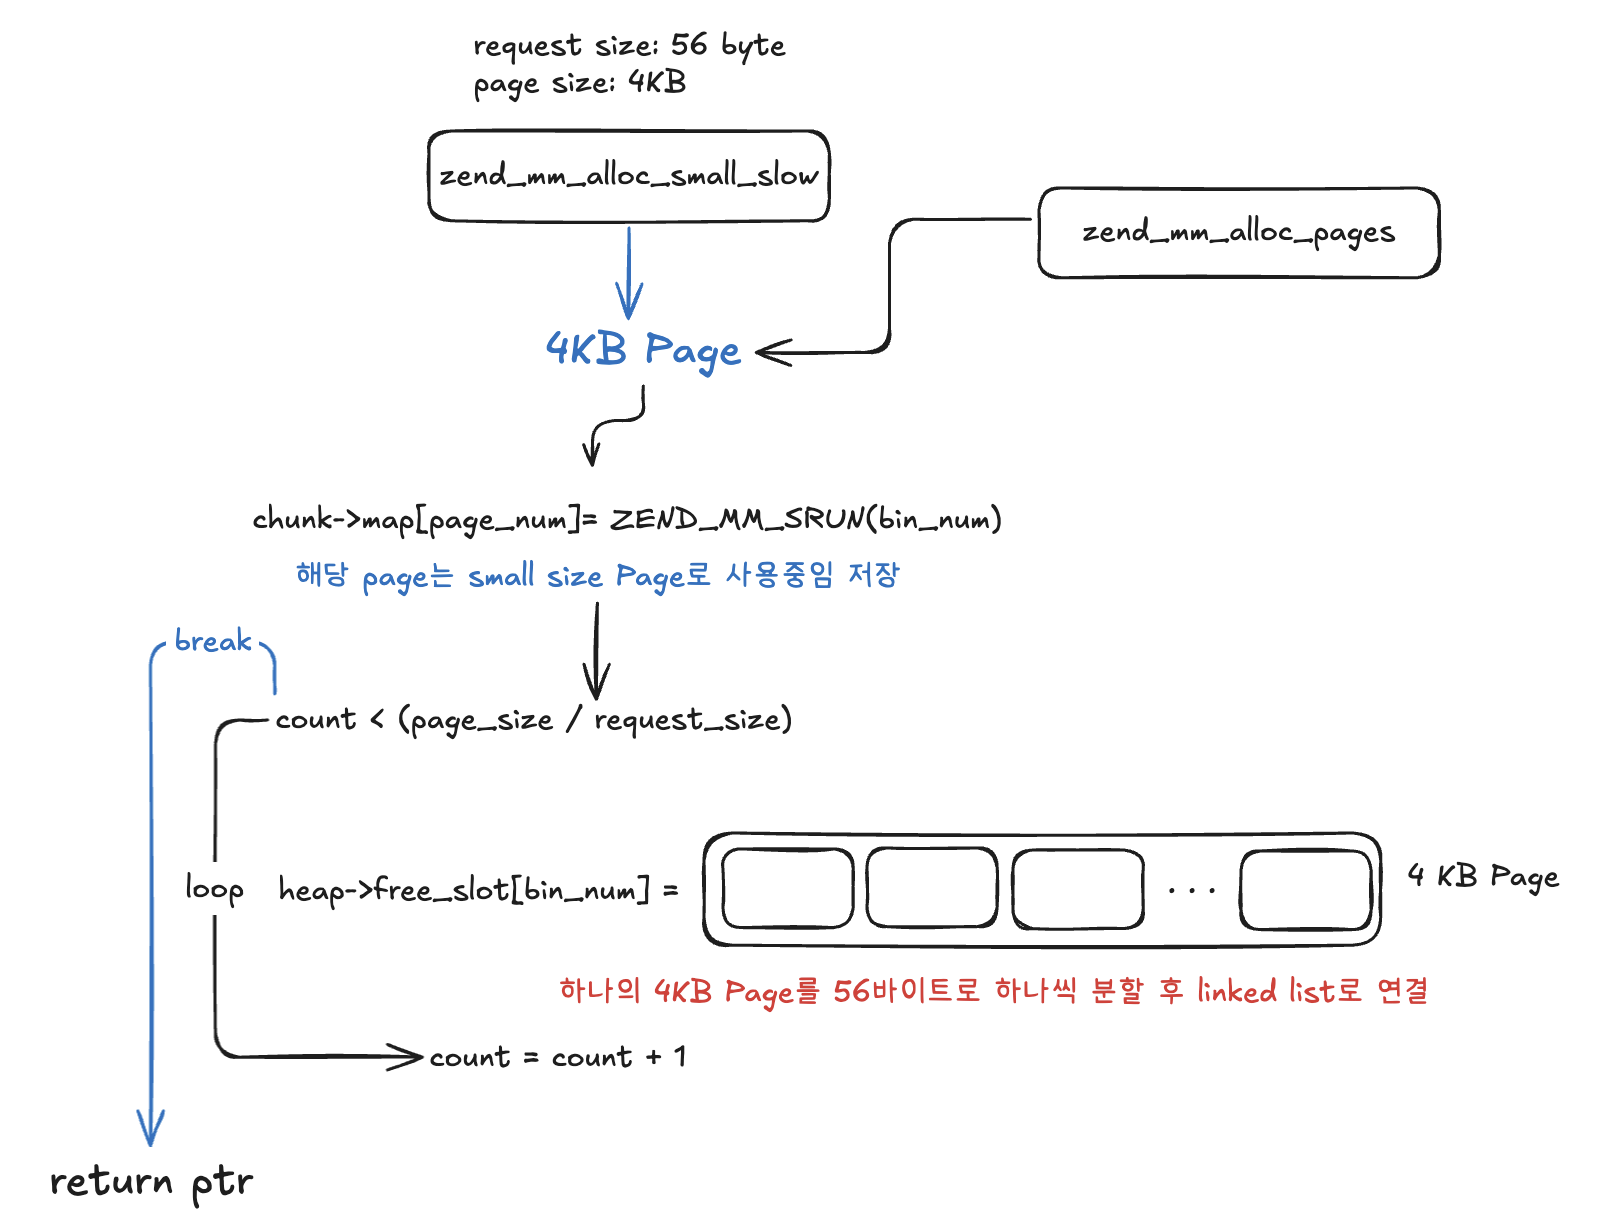 request size: 56 byte
page size: 4KB
zend_mm_alloc_small_slow
zend_mm_alloc_pages
4KB Page
chunk->map[page_num]= ZEND_MM_SRUN(bin_num)
해당 page는 small size Page로 사용중임 저장
break
count < (page_size / request_size)
loop
heap->free_slot[bin_num] =
...
4 KB Page
하나의 4KB Page를 56바이트로 하나씩 분할 후 linked list로 연결
count = count + 1
return ptr